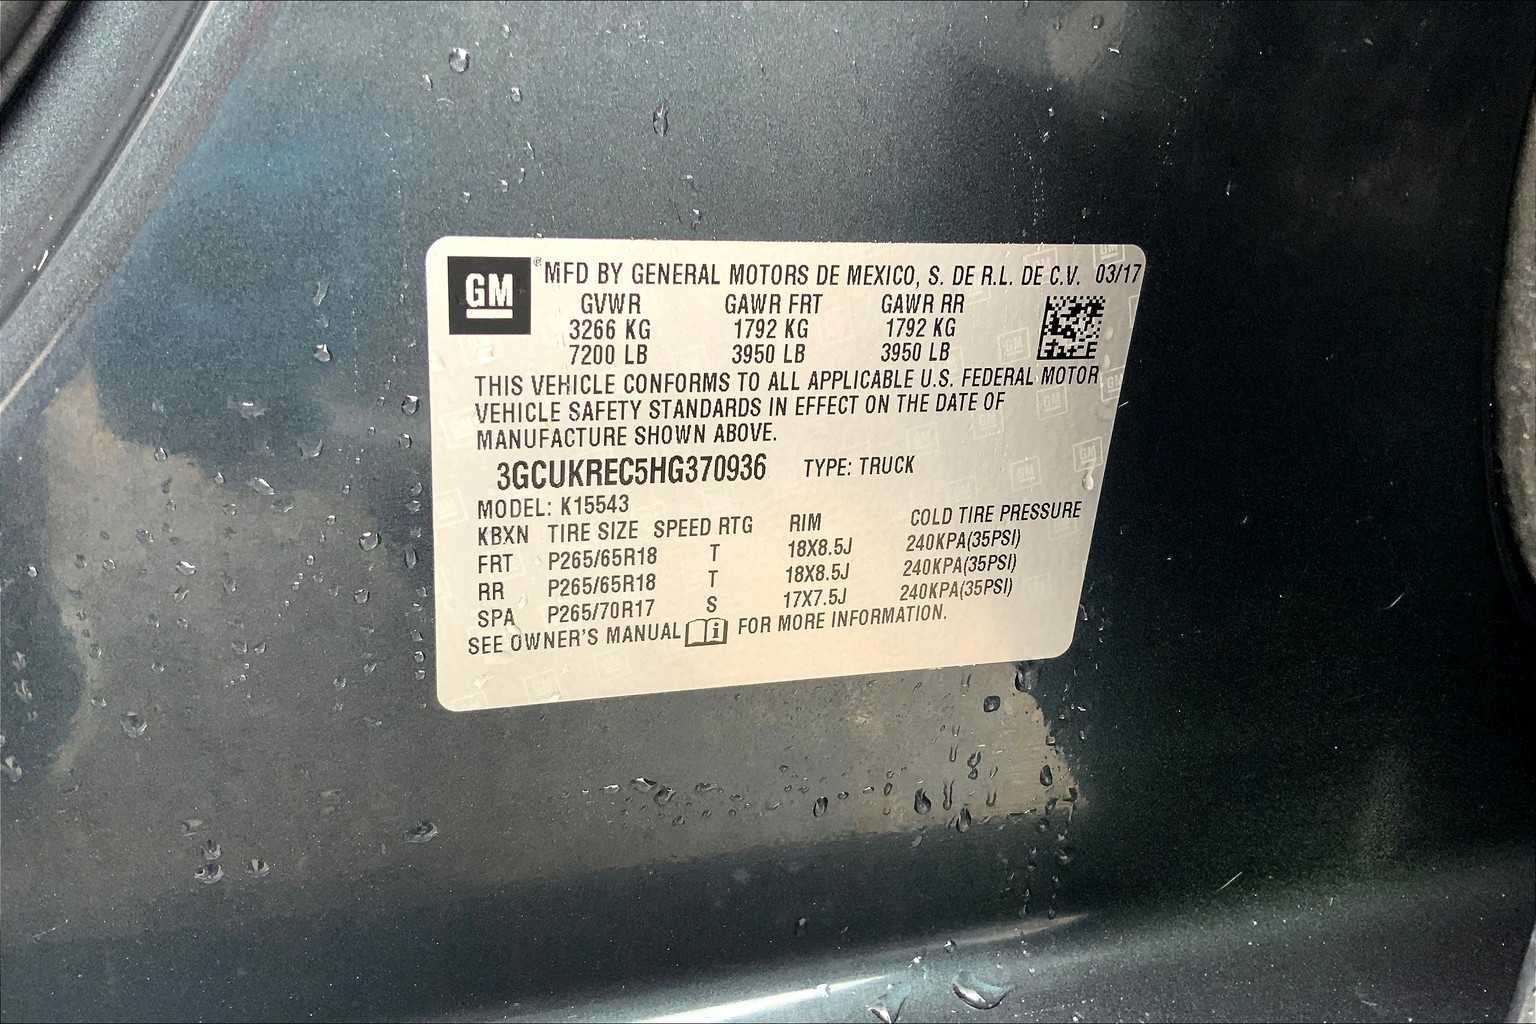 GM ® MFD BY GENERAL MOTORS DE MEXICO, S. DE R.L. DE C.V. 03/17
GVWR GAWR FRT GAWR RR
3266 KG 1792 KG 1792 KG
7200 LB 3950 LB 3950 LB
THIS VEHICLE CONFORMS TO ALL APPLICABLE U.S. FEDERAL MOTOR
VEHICLE SAFETY STANDARDS IN EFFECT ON THE DATE OF
MANUFACTURE SHOWN ABOVE.
3GCUKREC5HG370936 TYPE: TRUCK
MODEL: K15543
KBXN TIRE SIZE SPEED RTG RIM COLD TIRE PRESSURE
FRT P265/65R18 T 18X8.5J 240KPA(35PSI)
RR P265/65R18 T 18X8.5J 240KPA(35PSI)
SPA P265/70R17 S 17X7.5J 240KPA(35PSI)
SEE OWNER'S MANUAL FOR MORE INFORMATION.